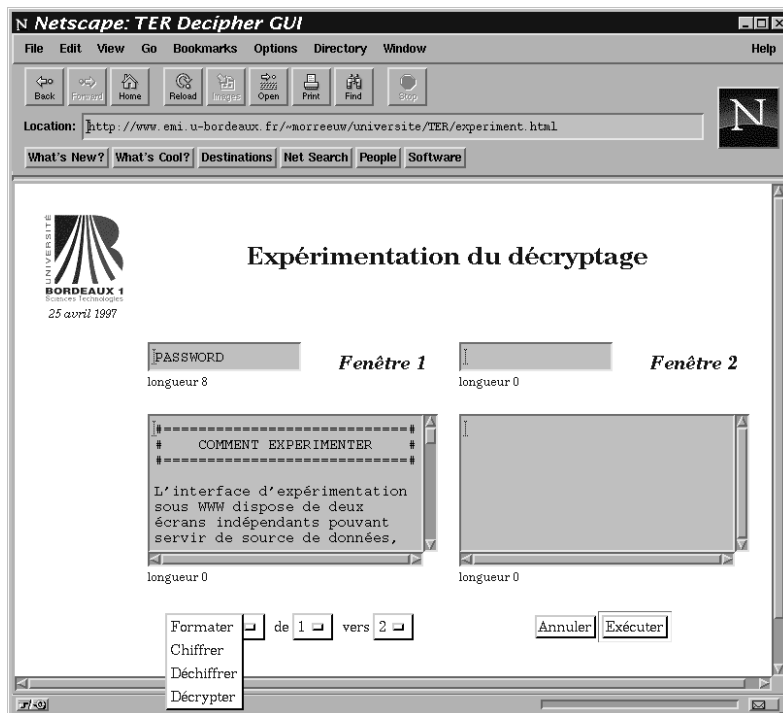 N Netscape: TER Decipher GUI
File Edit View Go Bookmarks Options Directory Window Help
Back Forward Home Reload Images Open Print Find Stop
Location: http://www.emi.u-bordeaux.fr/~morreeuw/universite/TER/experiment.html
N
What's New? What's Cool? Destinations Net Search People Software
UNIVERSITÉ
BORDEAUX 1
Sciences Technologies
25 avril 1997
Expérimentation du décryptage
PASSWORD Fenêtre 1 Fenêtre 2
longueur 8 longueur 0
#================================#
# COMMENT EXPERIMENTER #
#================================#
L'interface d'expérimentation
sous WWW dispose de deux
écrans indépendants pouvant
servir de source de données,
longueur 0 longueur 0
Formater de 1 vers 2 Annuler Exécuter
Chiffrer
Déchiffrer
Décrypter